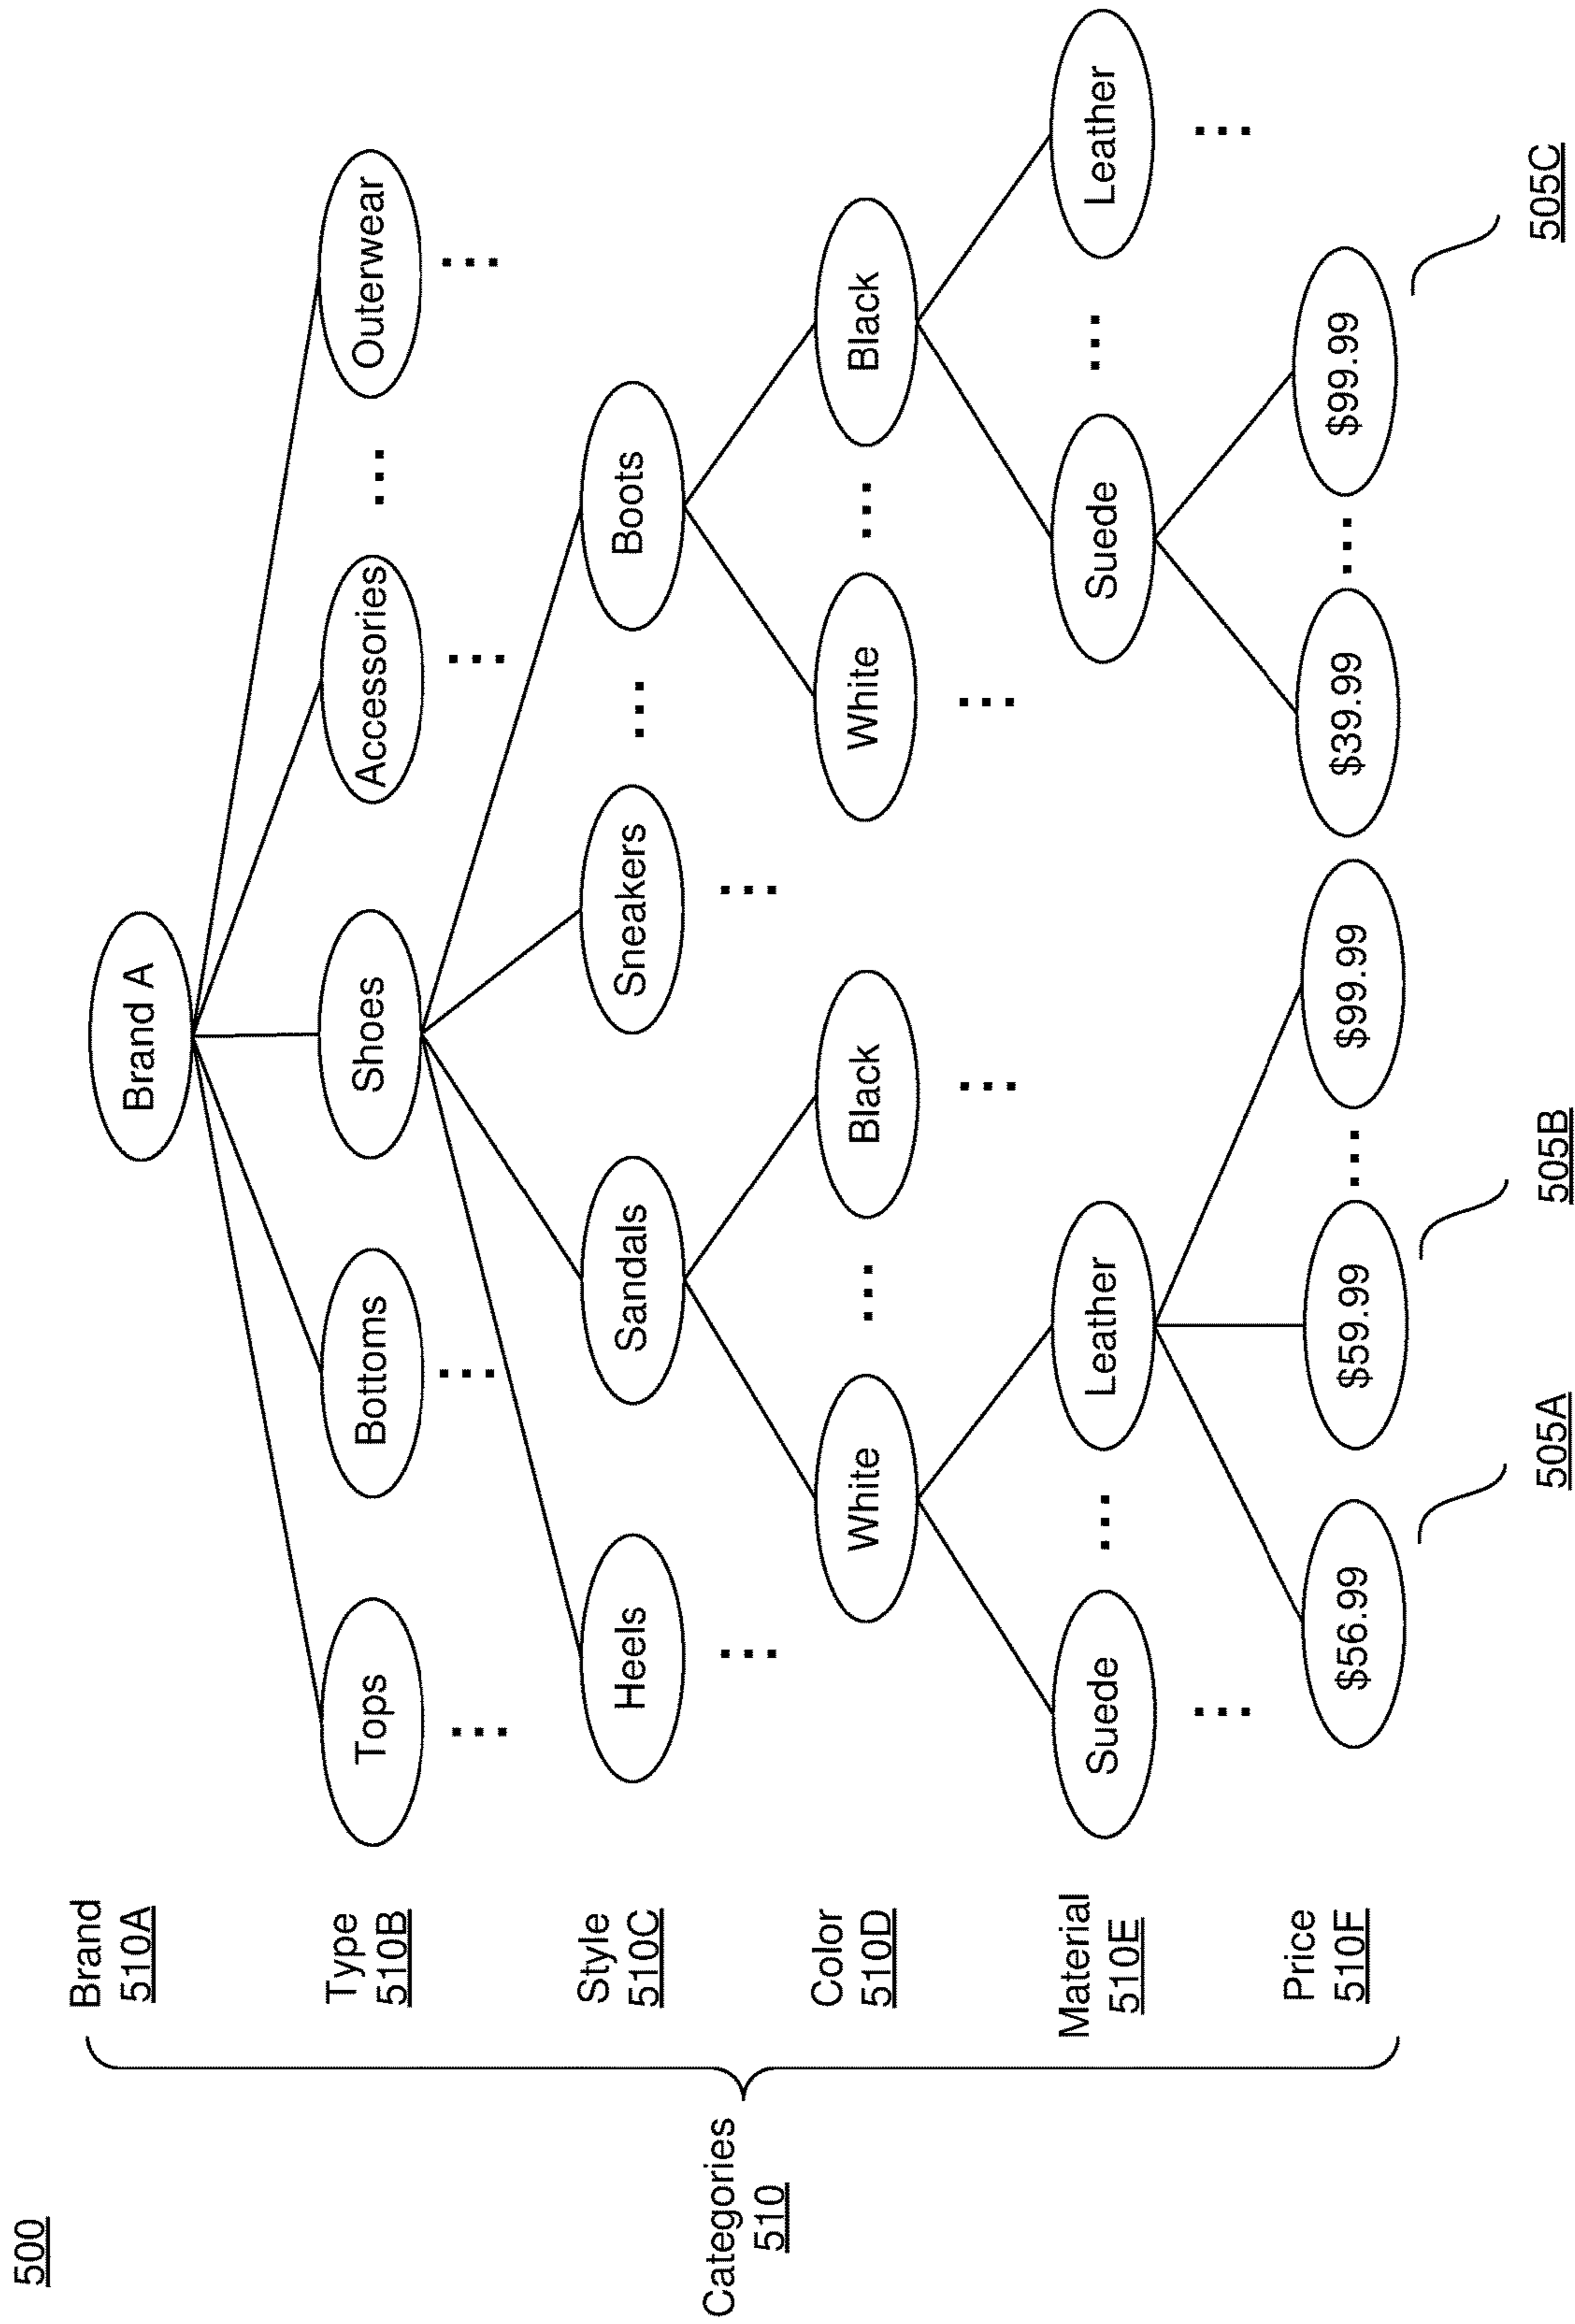 500
Categories
510
Brand
510A
Brand A
Type
510B
Tops
Bottoms
Shoes
Accessories
...
Outerwear
...
...
...
...
Style
510C
Heels
Sandals
Sneakers
...
Boots
...
...
Color
510D
White
...
Black
White
...
Black
...
...
Material
510E
Suede
...
Leather
Suede
...
Leather
...
...
Price
510F
$56.99
$59.99
...
$99.99
$39.99
...
$99.99
505A
505B
505C